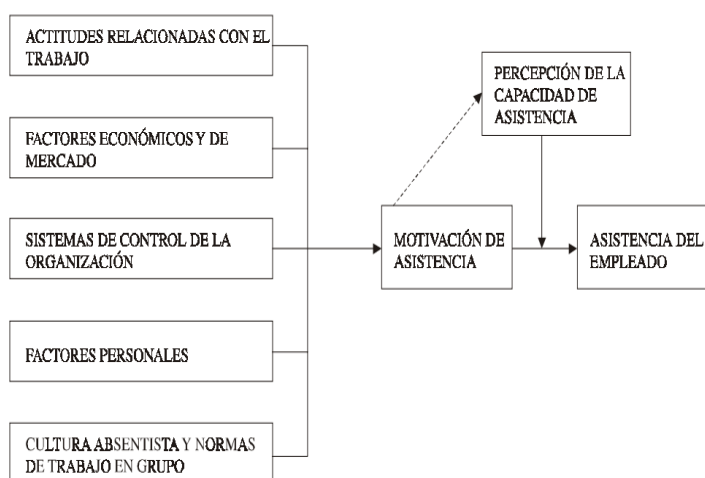 ACTITUDES RELACIONADAS CON EL
TRABAJO
FACTORES ECONÓMICOS Y DE
MERCADO
SISTEMAS DE CONTROL DE LA
ORGANIZACIÓN
FACTORES PERSONALES
CULTURA ABSENTISTA Y NORMAS
DE TRABAJO EN GRUPO
MOTIVACIÓN DE
ASISTENCIA
PERCEPCIÓN DE LA
CAPACIDAD DE
ASISTENCIA
ASISTENCIA DEL
EMPLEADO